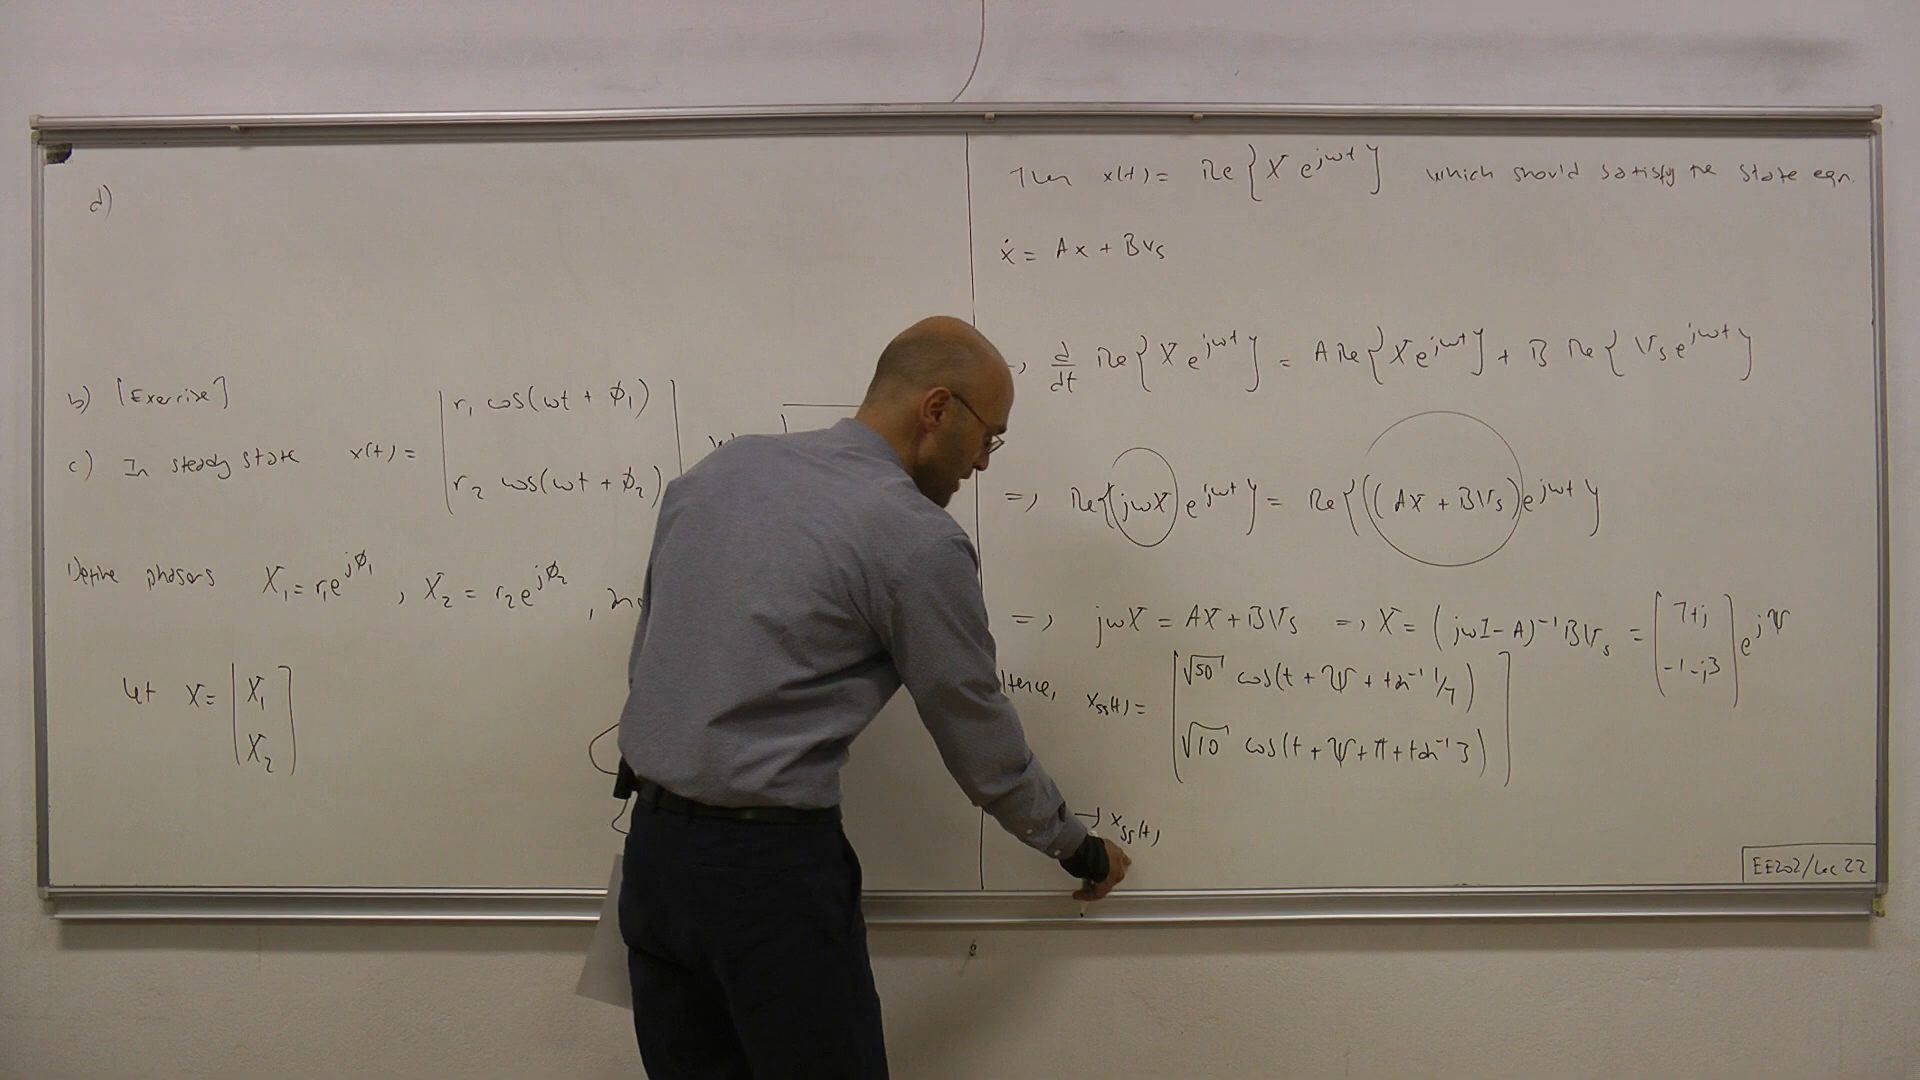 d)
b) [Exercise]
c) In steady state x(t) = [ r₁ cos(ωt + ϕ₁)
r₂ cos(ωt + ϕ₂) ]
Define phasors X₁ = r₁e^{jϕ₁} , X₂ = r₂e^{jϕ₂} ,
let X = [ X₁
X₂ ]
Then x(t) = Re{X e^{jωt}} which should satisfy the state eqn.
ẋ = Ax + Bvₛ
d/dt Re{X e^{jωt}} = A Re{X e^{jωt}} + B Re{Vₛ e^{jωt}}
=> Re{(jωX) e^{jωt}} = Re{(AX + BVₛ) e^{jωt}}
=> jωX = AX + BVₛ => X = (jωI - A)⁻¹ BVₛ = [ 7+j
-1-j3 ] e^{jψ}
Hence, xₛₛ(t) = [ √50 cos(t + ψ + tan⁻¹ 1/7)
√10 cos(t + ψ + π + tan⁻¹ 3) ]
→ xₛₛ(t)
EE202/Lec 22